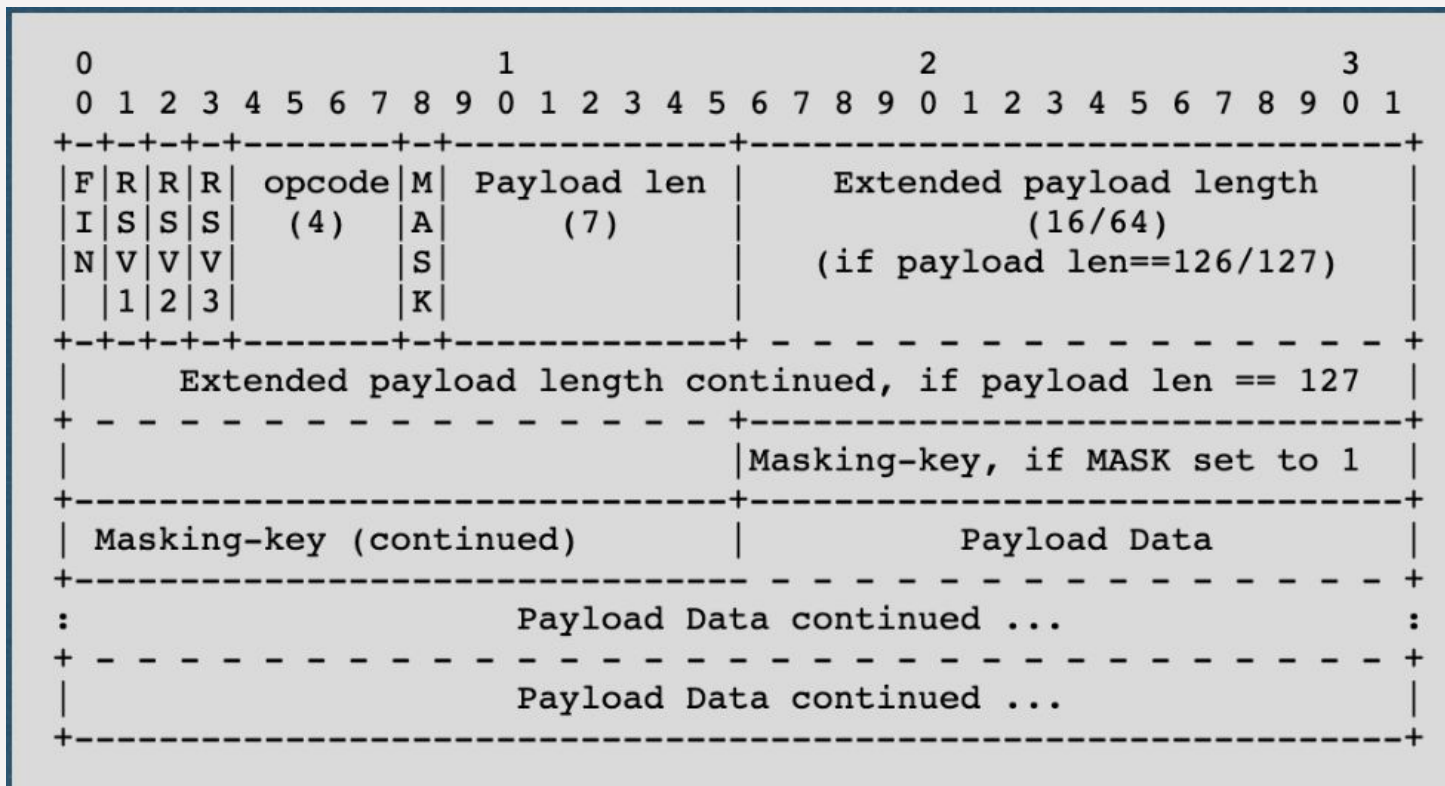 0                   1                   2                   3
 0 1 2 3 4 5 6 7 8 9 0 1 2 3 4 5 6 7 8 9 0 1 2 3 4 5 6 7 8 9 0 1
+-+-+-+-+-------+-+-------------+-------------------------------+
|F|R|R|R| opcode|M| Payload len |    Extended payload length    |
|I|S|S|S|  (4)  |A|     (7)     |             (16/64)           |
|N|V|V|V|       |S|             |   (if payload len==126/127)   |
| |1|2|3|       |K|             |                               |
+-+-+-+-+-------+-+-------------+ - - - - - - - - - - - - - - - +
|     Extended payload length continued, if payload len == 127  |
+ - - - - - - - - - - - - - - - +-------------------------------+
|                               |Masking-key, if MASK set to 1  |
+-------------------------------+-------------------------------+
| Masking-key (continued)       |          Payload Data         |
+-------------------------------- - - - - - - - - - - - - - - - +
:                     Payload Data continued ...                :
+ - - - - - - - - - - - - - - - - - - - - - - - - - - - - - - - +
|                     Payload Data continued ...                |
+---------------------------------------------------------------+